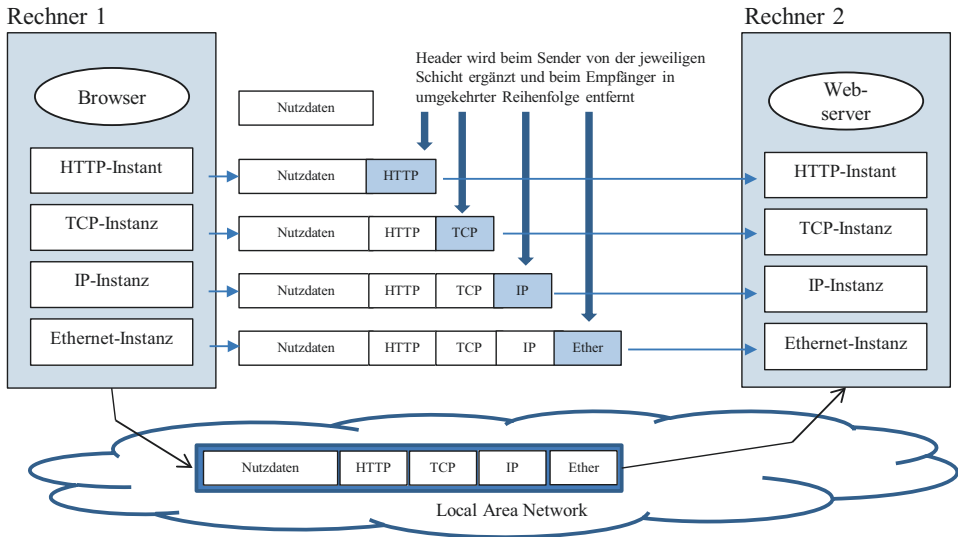 Rechner 1
Rechner 2
Header wird beim Sender von der jeweiligen
Schicht ergänzt und beim Empfänger in
umgekehrter Reihenfolge entfernt
Browser
Nutzdaten
Web-
server
HTTP-Instant
Nutzdaten
HTTP
HTTP-Instant
TCP-Instanz
Nutzdaten
HTTP
TCP
TCP-Instanz
IP-Instanz
Nutzdaten
HTTP
TCP
IP
IP-Instanz
Ethernet-Instanz
Nutzdaten
HTTP
TCP
IP
Ether
Ethernet-Instanz
Nutzdaten
HTTP
TCP
IP
Ether
Local Area Network